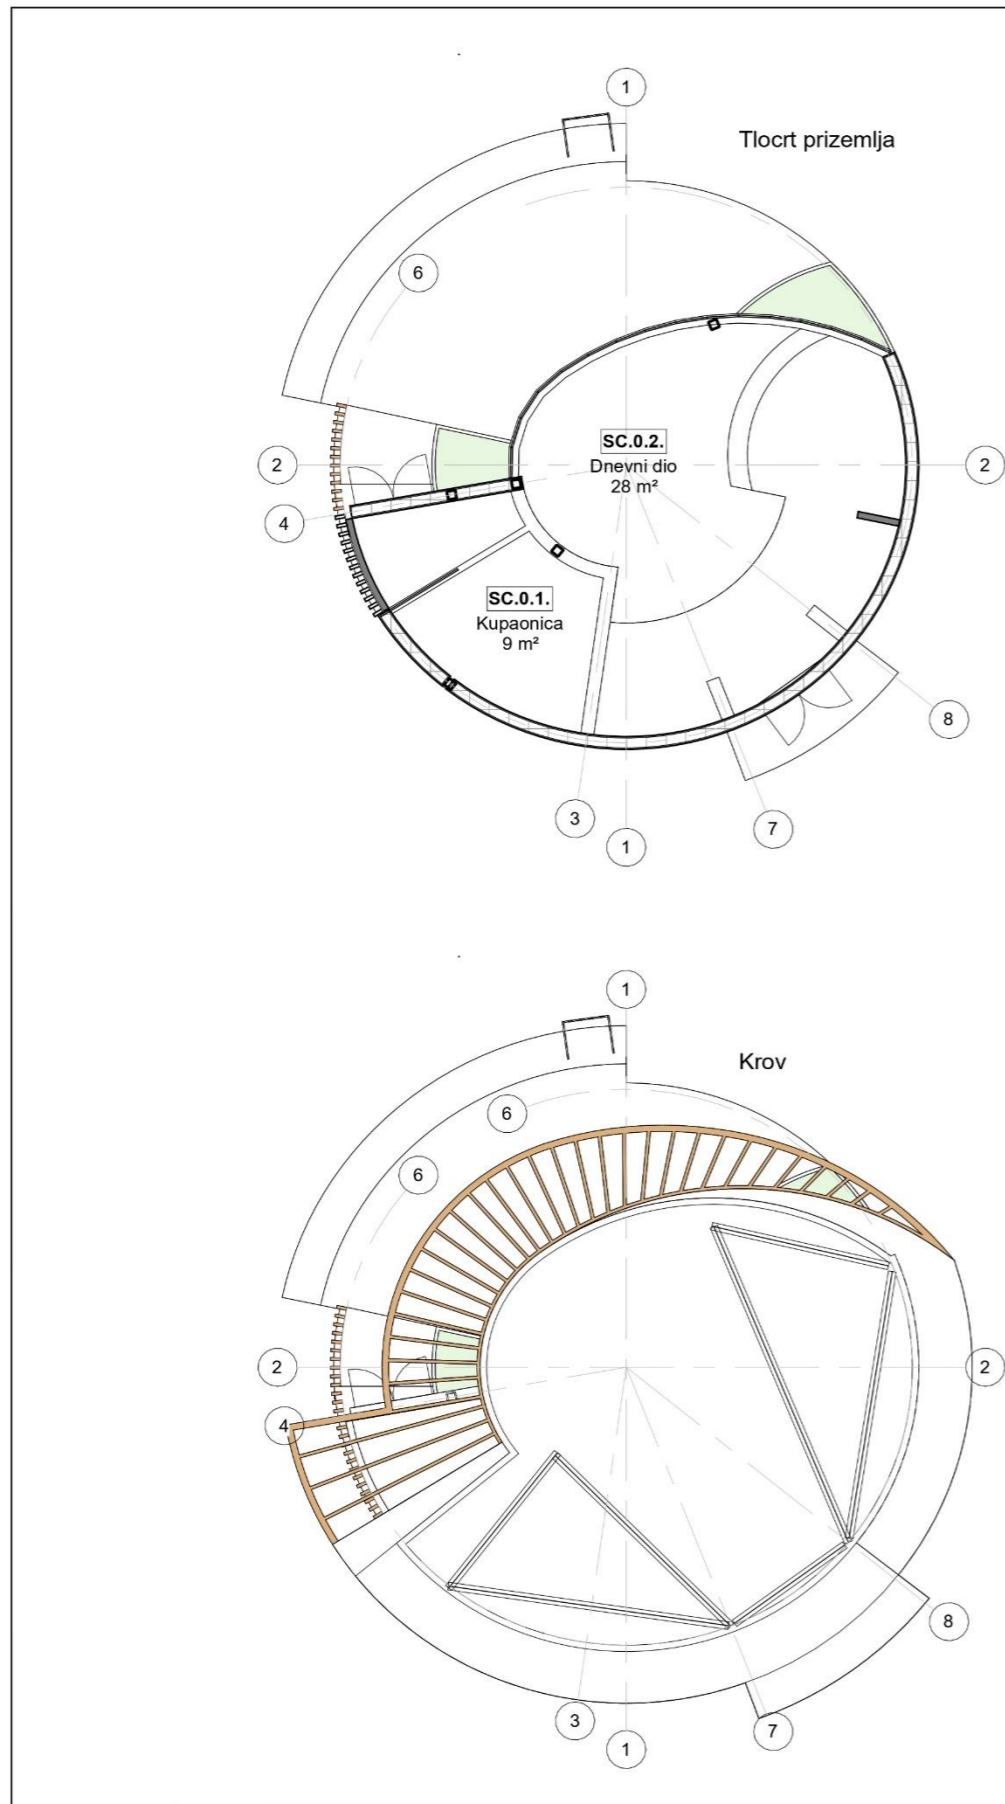 1
Tlocrt prizemlja
6
SC.0.2.
Dnevni dio
28 m²
2
2
4
SC.0.1.
Kupaonica
9 m²
8
3
7
1
1
Krov
6
6
2
2
4
8
3
7
1